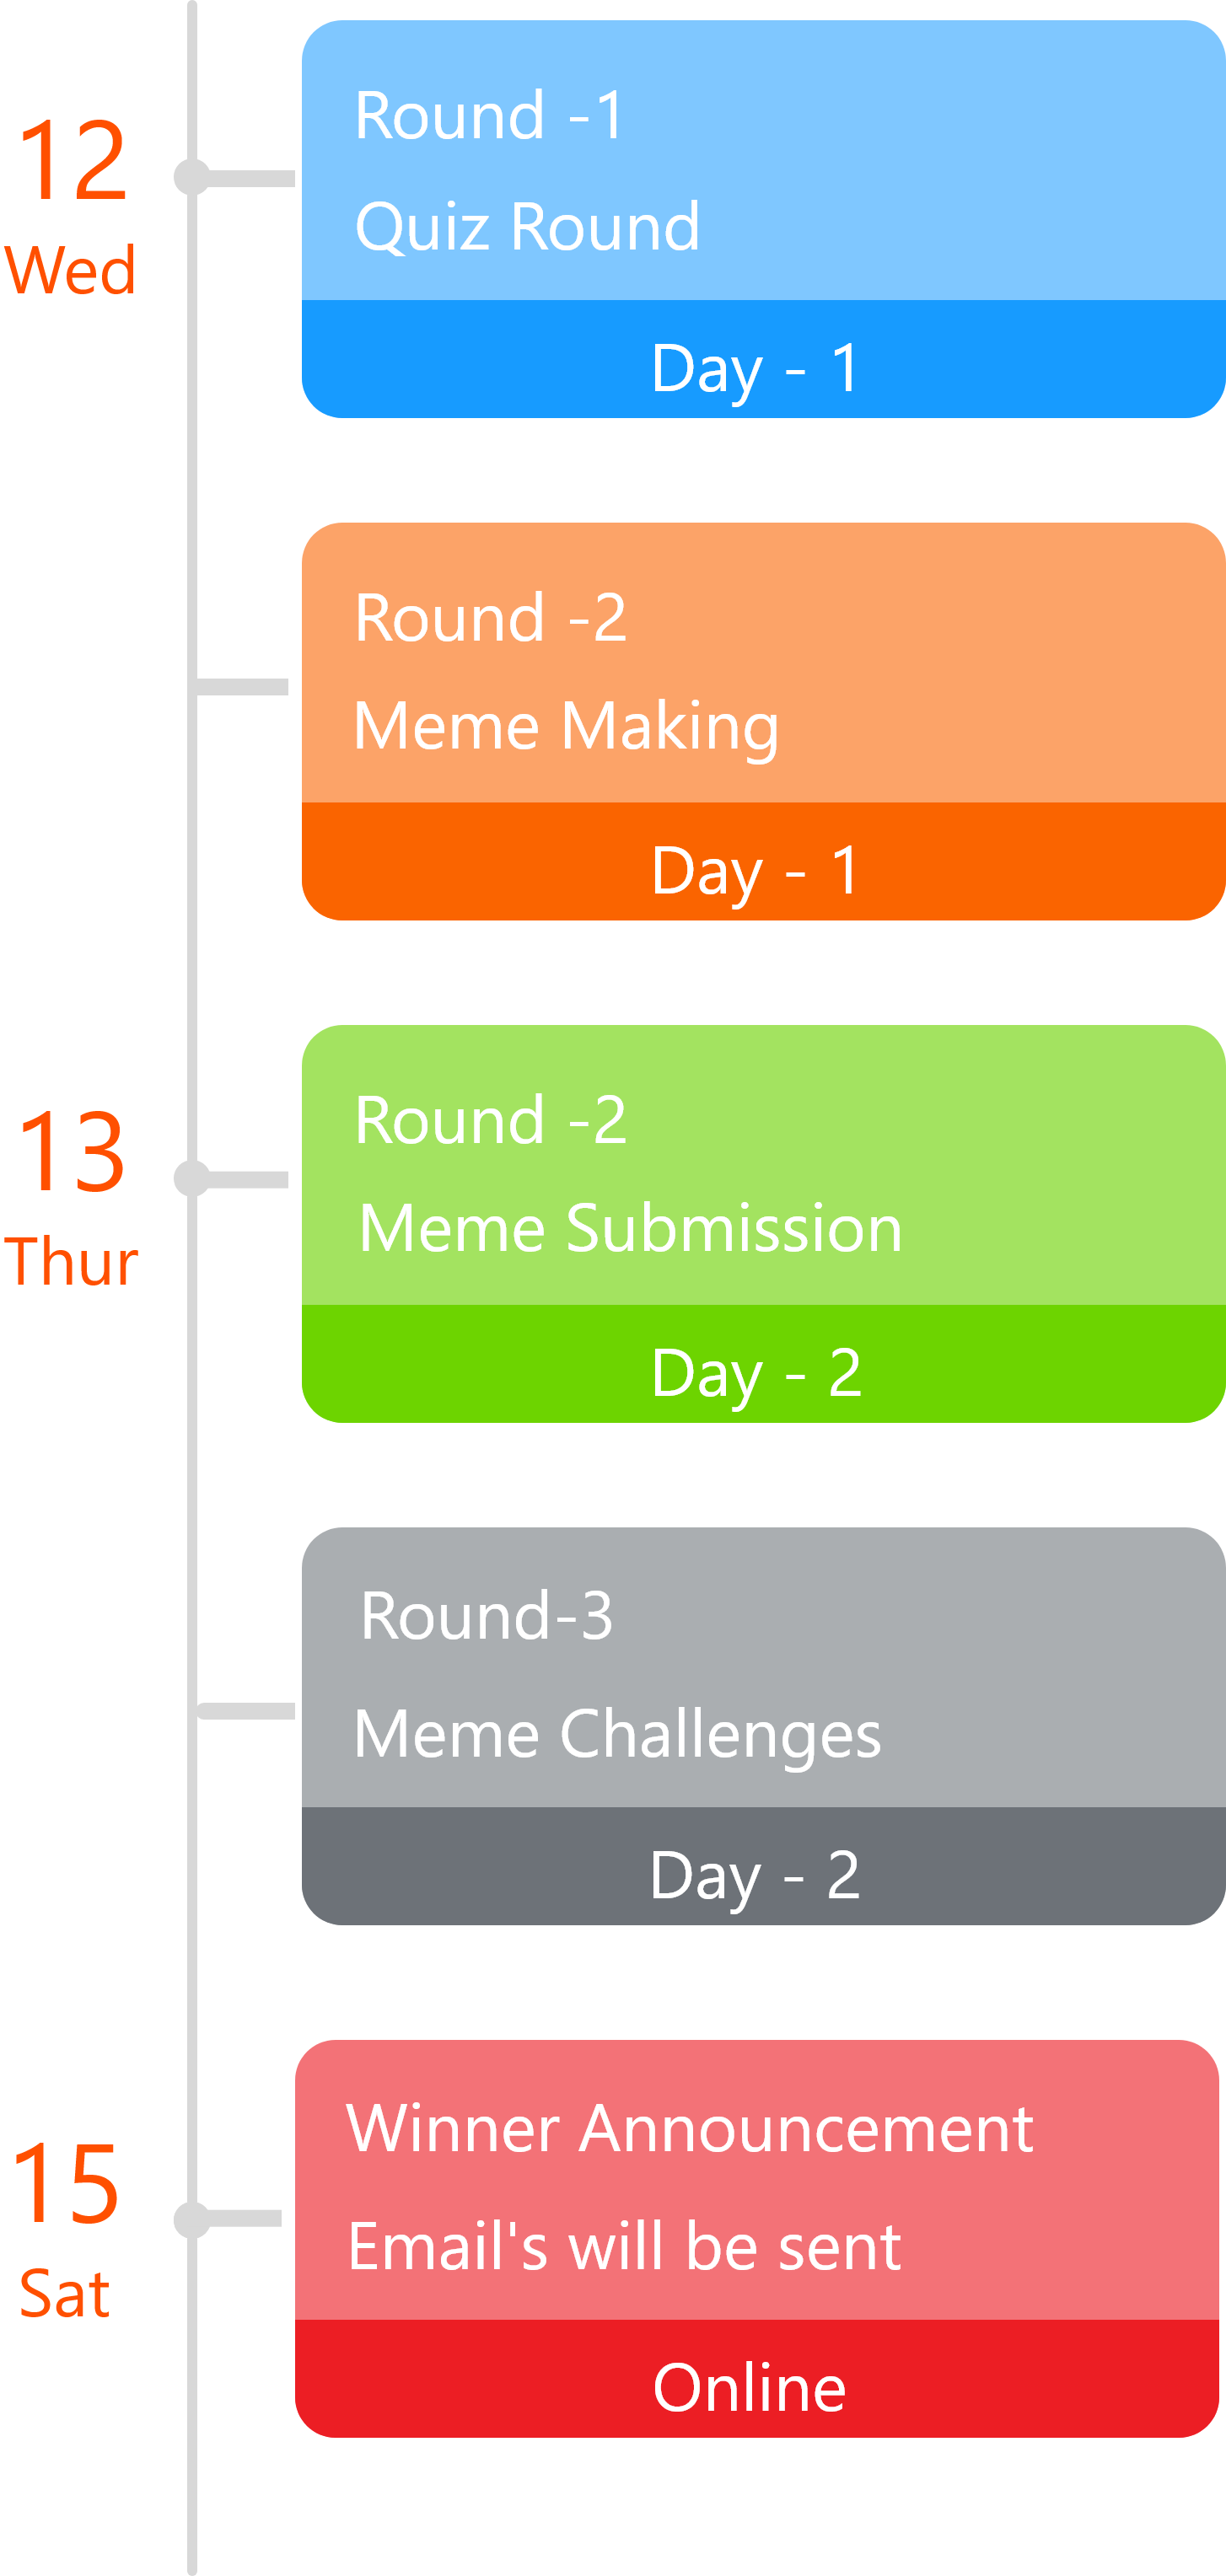 12
Wed
Round -1
Quiz Round
Day - 1
Round -2
Meme Making
Day - 1
13
Thur
Round -2
Meme Submission
Day - 2
Round-3
Meme Challenges
Day - 2
15
Sat
Winner Announcement
Email's will be sent
Online